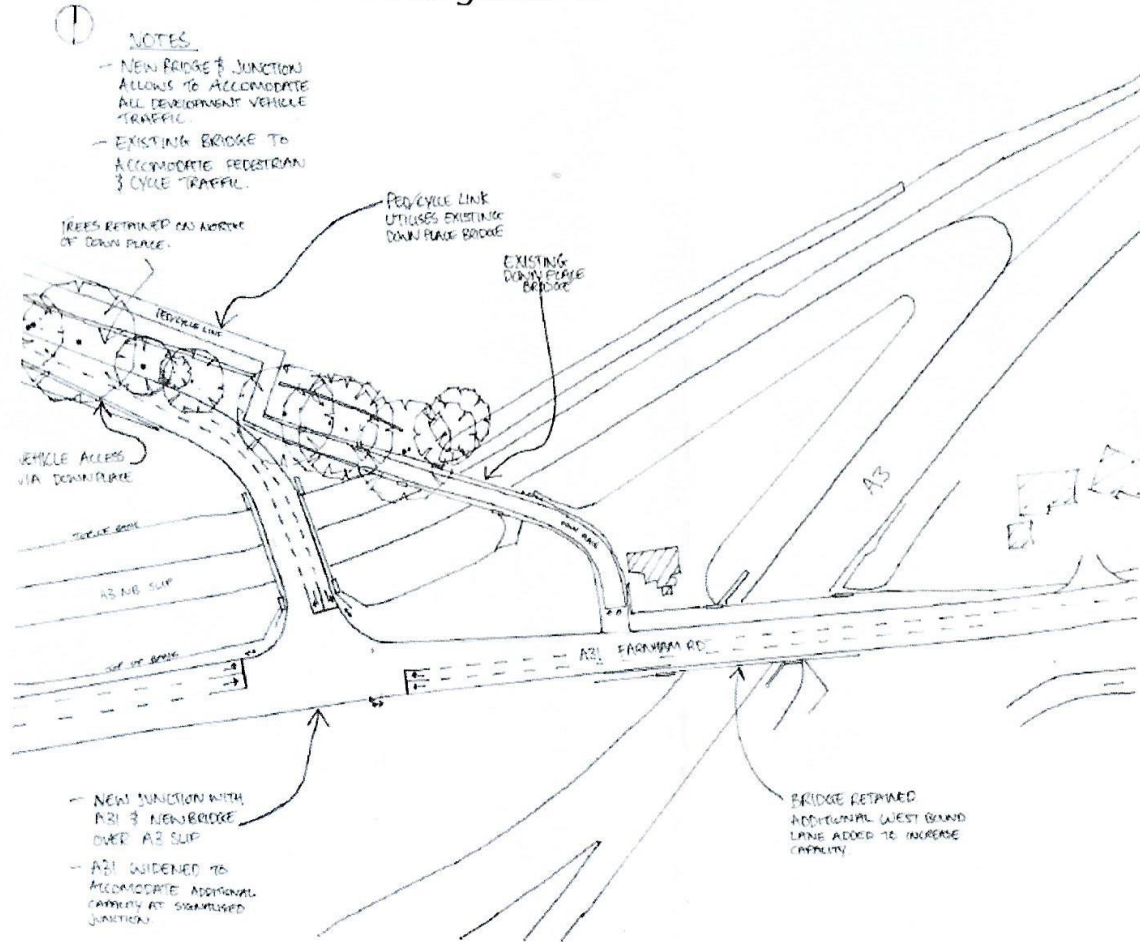 NOTES
- NEW BRIDGE & JUNCTION
ALLOWS TO ACCOMODATE
ALL DEVELOPMENT VEHICLE
TRAFFIC.
- EXISTING BRIDGE TO
ACCOMODATE PEDESTRIAN
& CYCLE TRAFFIC.
TREES RETAINED ON NORTH
OF DOWN PLACE.
PED/CYCLE LINK
UTILISES EXISTING
DOWN PLACE BRIDGE
EXISTING
DOWN PLACE
BRIDGE
PED/CYCLE LINK
VEHICLE ACCESS
VIA DOWN PLACE
A3
DOWN PLACE
A3 NB SLIP
TOP OF BANK
A31 FARNHAM RD
- NEW JUNCTION WITH
A31 & NEW BRIDGE
OVER A3 SLIP
- A31 WIDENED TO
ACCOMODATE ADDITIONAL
CAPACITY AT SIGNALISED
JUNCTION.
BRIDGE RETAINED
ADDITIONAL WEST BOUND
LANE ADDED TO INCREASE
CAPACITY